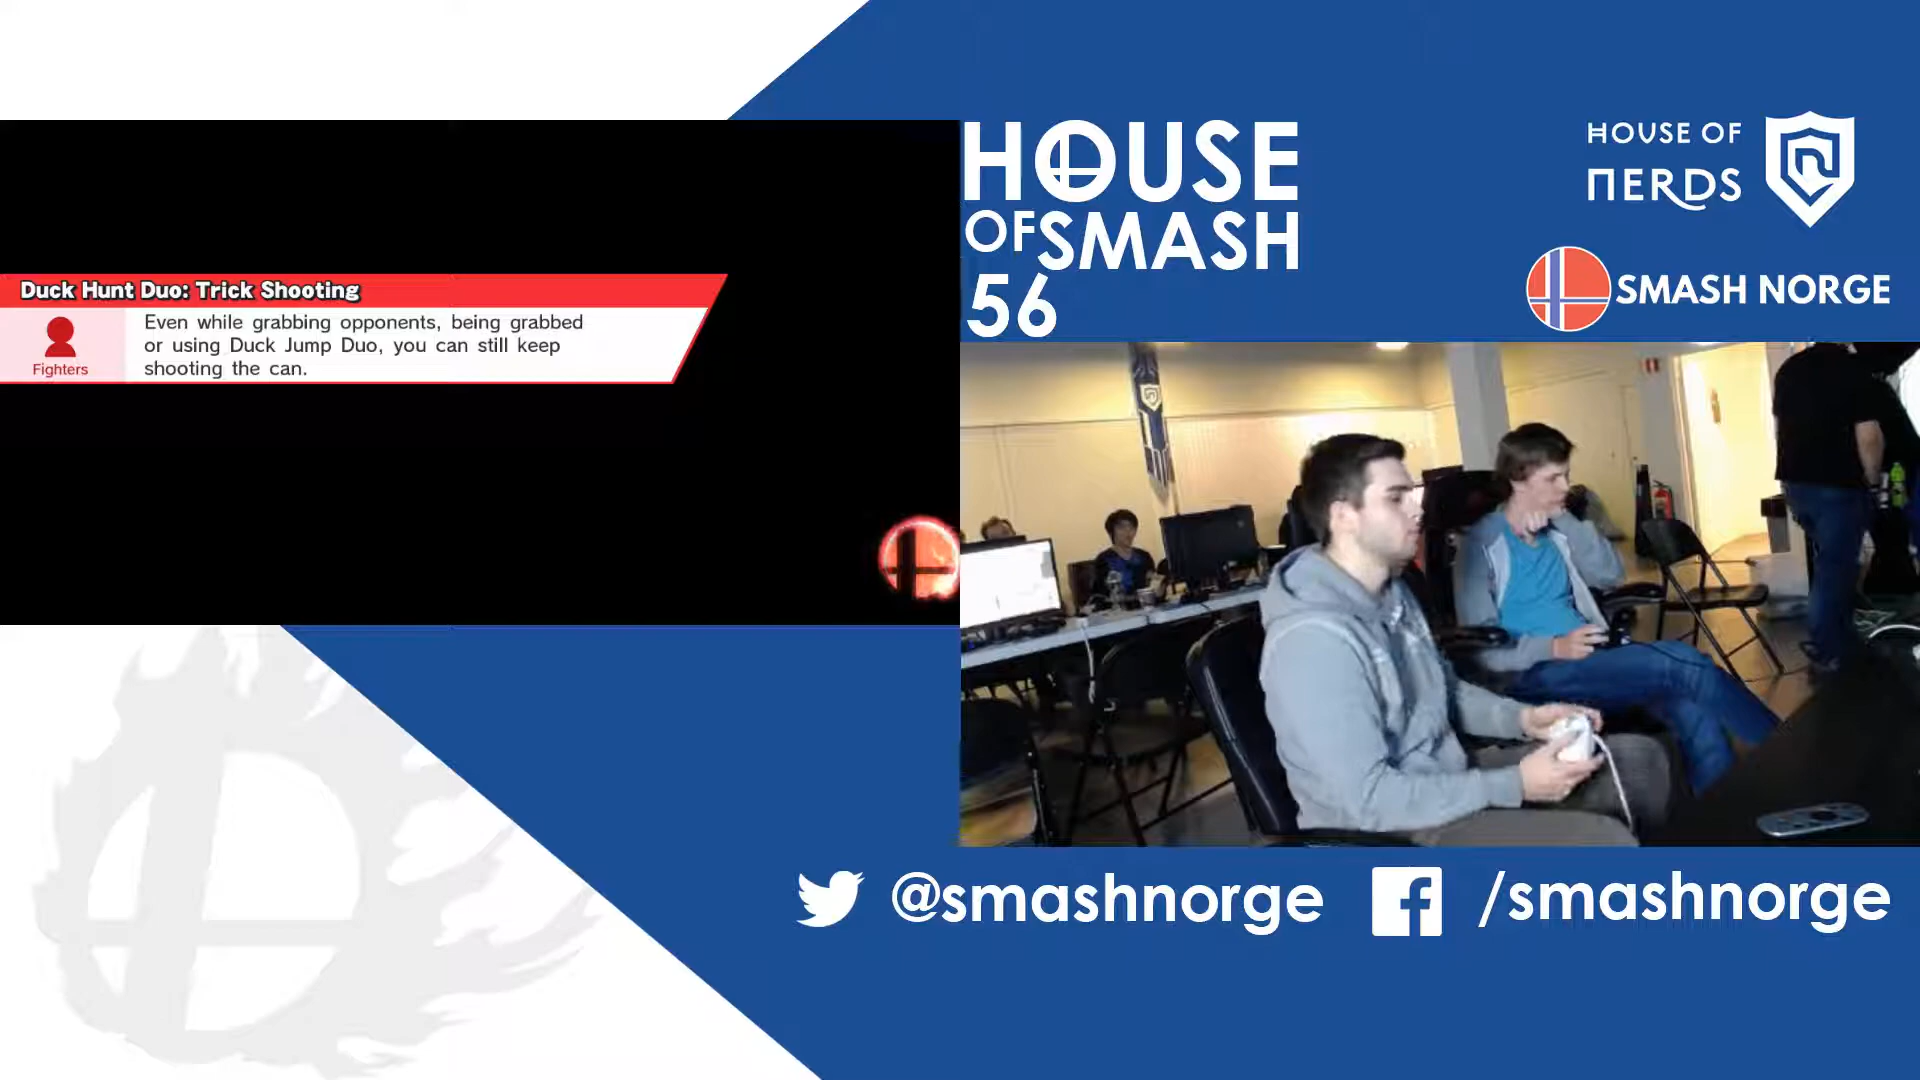 HOUSE
OF SMASH
56
HOUSE OF
NERDS
SMASH NORGE
Duck Hunt Duo: Trick Shooting
Fighters
Even while grabbing opponents, being grabbed
or using Duck Jump Duo, you can still keep
shooting the can.
@smashnorge
/smashnorge